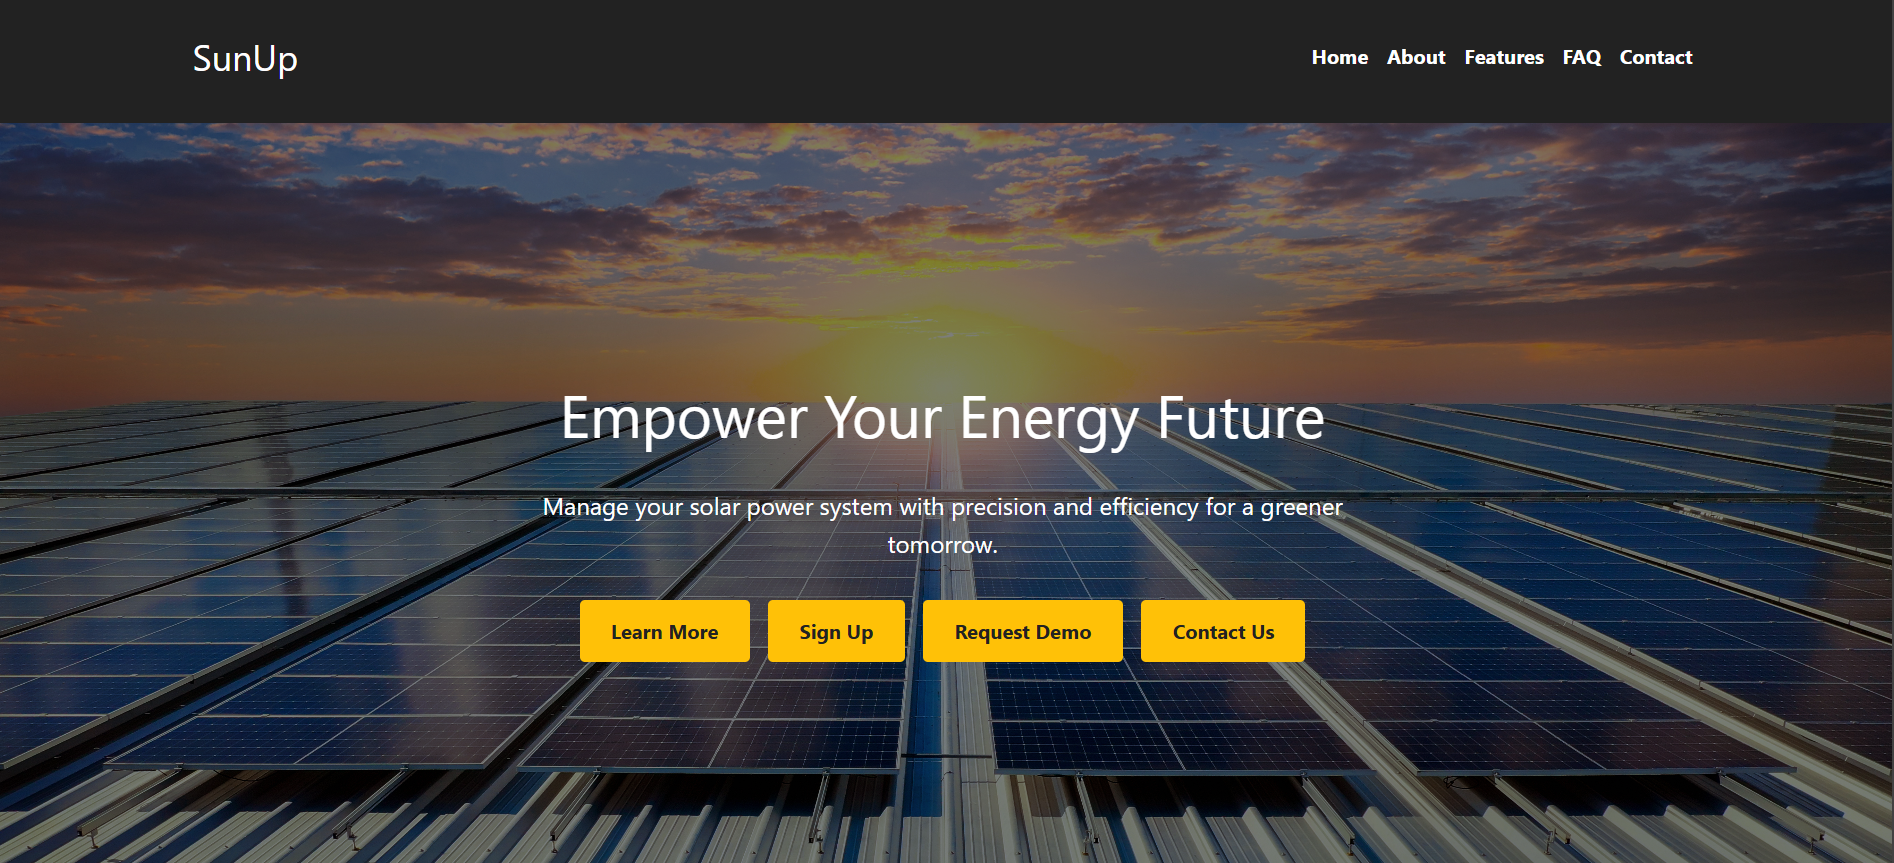 SunUp
Home About Features FAQ Contact
Empower Your Energy Future
Manage your solar power system with precision and efficiency for a greener
tomorrow.
Learn More Sign Up Request Demo Contact Us